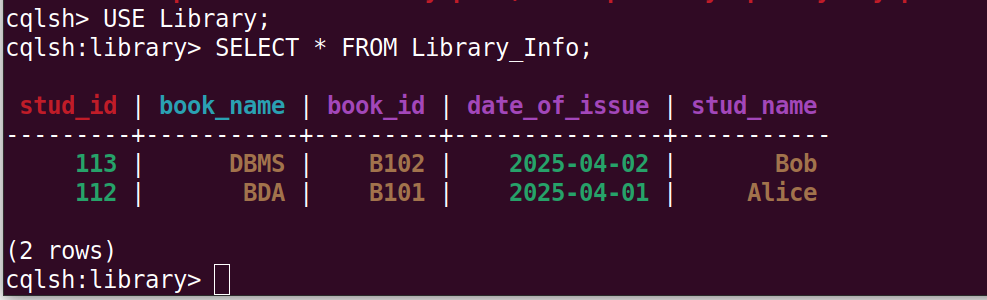 cqlsh> USE Library;
cqlsh:library> SELECT * FROM Library_Info;
 stud_id | book_name | book_id | date_of_issue | stud_name
---------+-----------+---------+---------------+-----------
     113 |      DBMS |    B102 |    2025-04-02 |       Bob
     112 |       BDA |    B101 |    2025-04-01 |     Alice
(2 rows)
cqlsh:library>